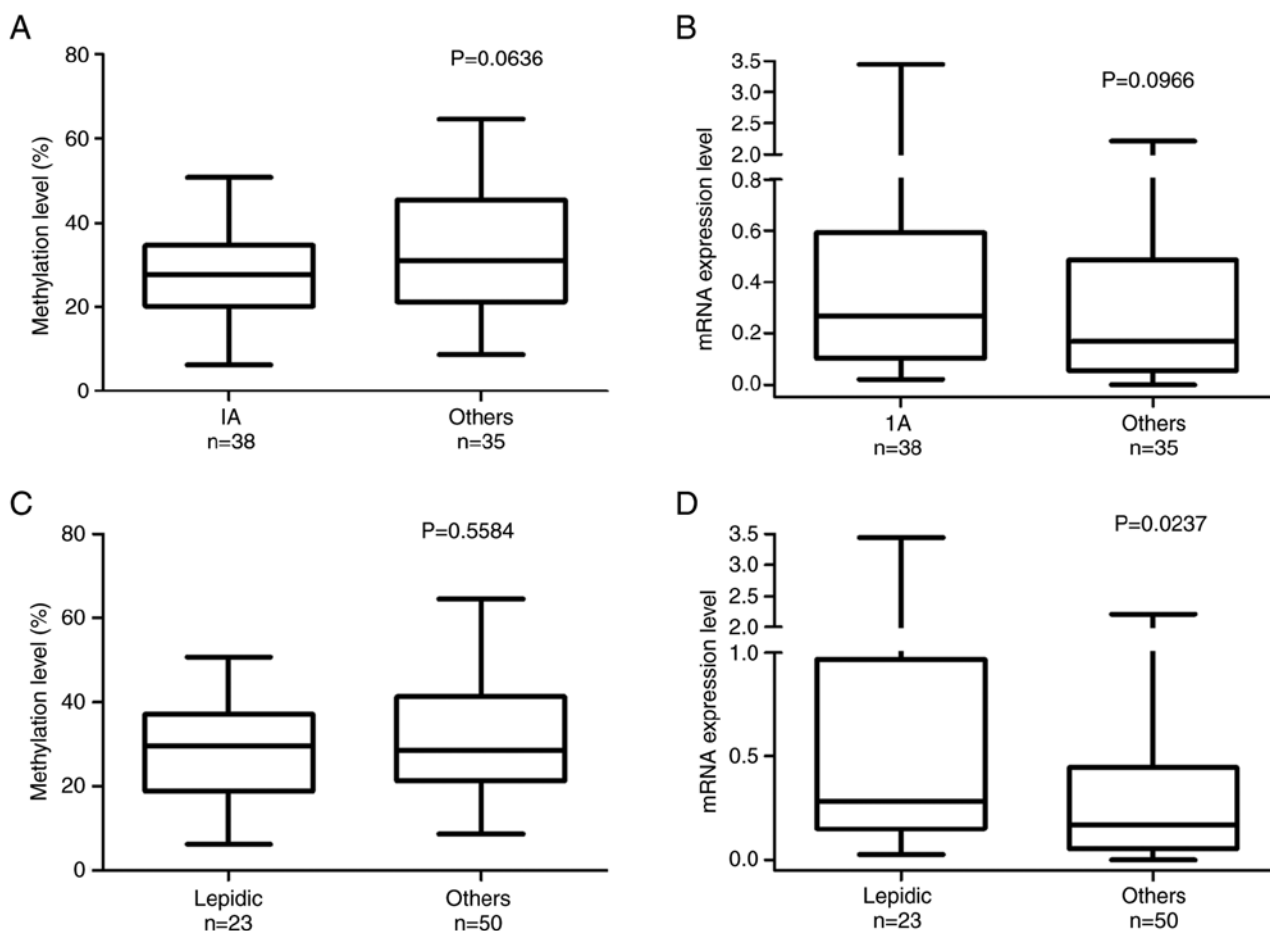 A
P=0.0636
Methylation level (%)
80
60
40
20
0
IA
n=38
Others
n=35
B
P=0.0966
mRNA expression level
3.5
3.0
2.5
2.0
0.8
0.6
0.4
0.2
0.0
1A
n=38
Others
n=35
C
P=0.5584
Methylation level (%)
80
60
40
20
0
Lepidic
n=23
Others
n=50
D
P=0.0237
mRNA expression level
3.5
3.0
2.5
2.0
1.0
0.5
0.0
Lepidic
n=23
Others
n=50